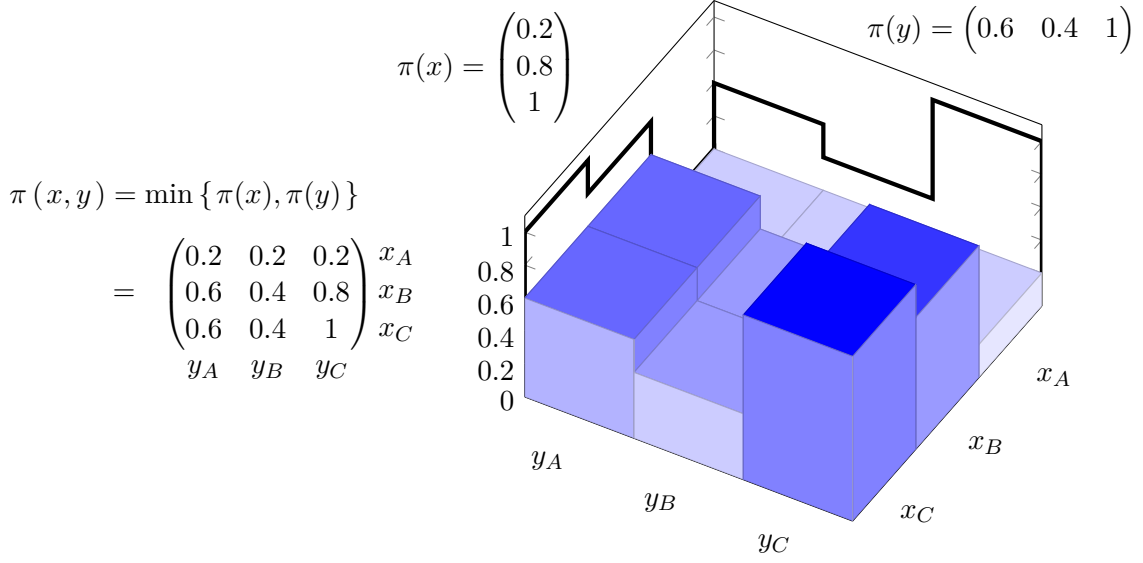 π(x) = (0.2 0.8 1)
π(y) = (0.6 0.4 1)
π (x, y) = min { π(x), π(y) }
= (0.2 0.2 0.2) x_A
0.6 0.4 0.8 x_B
0.6 0.4 1 x_C
y_A y_B y_C
1
0.8
0.6
0.4
0.2
0
y_A
y_B
y_C
x_C
x_B
x_A